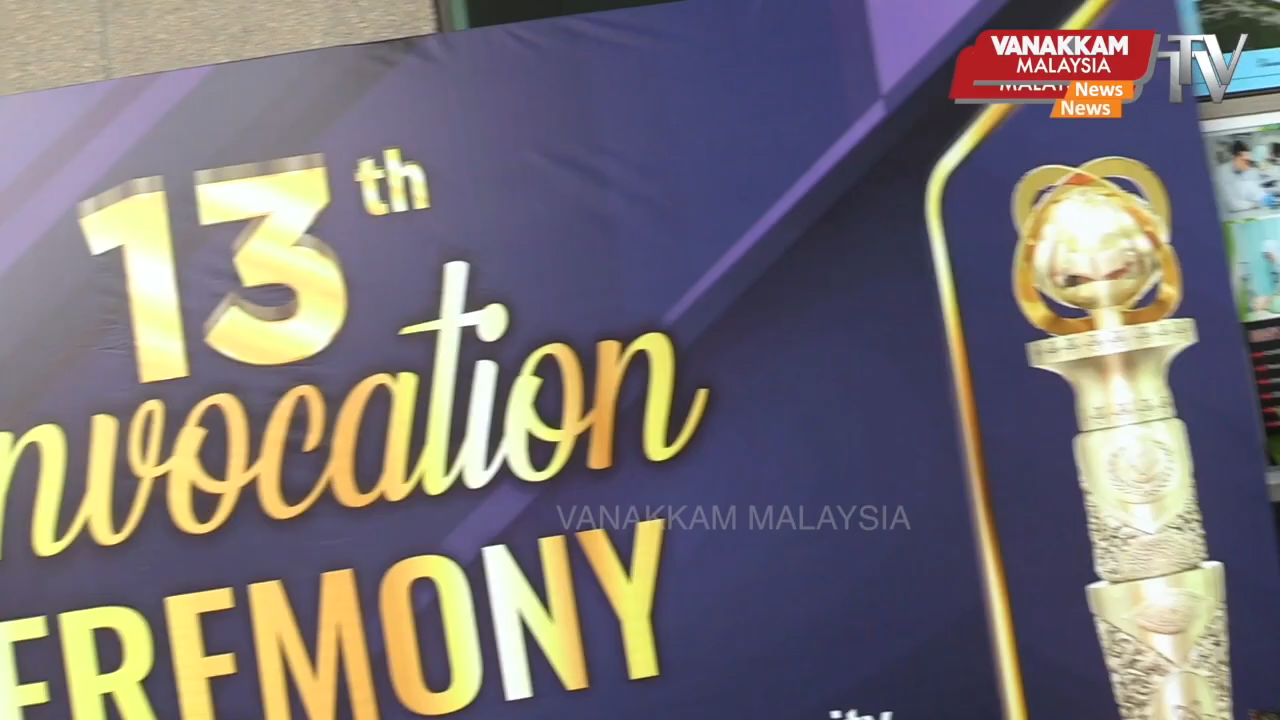 VANAKKAM
MALAYSIA
TV
News
News
13th
nvocation
EREMONY
VANAKKAM MALAYSIA